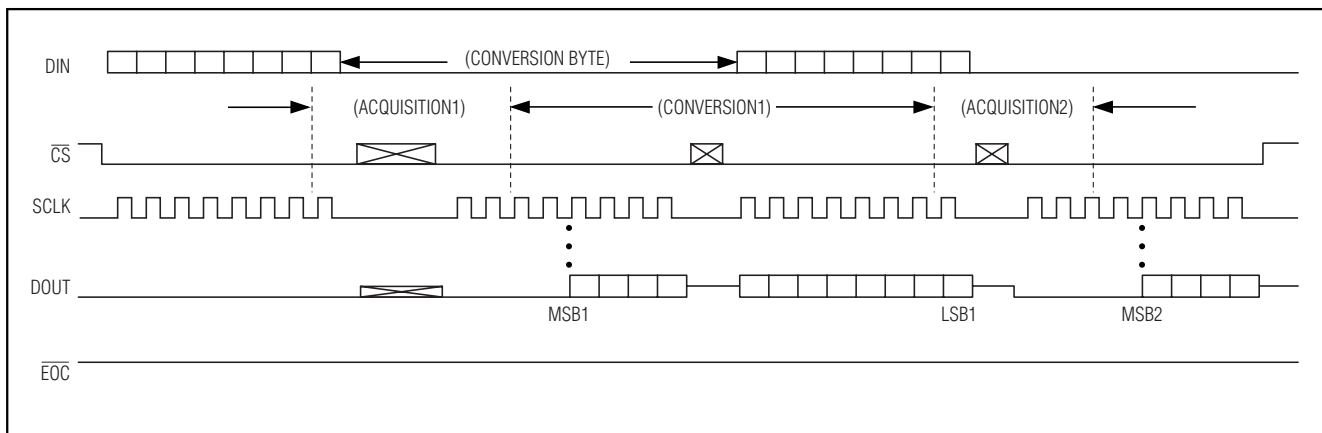 DIN
(CONVERSION BYTE)
(ACQUISITION1)
(CONVERSION1)
(ACQUISITION2)
CS
SCLK
DOUT
MSB1
LSB1
MSB2
EOC